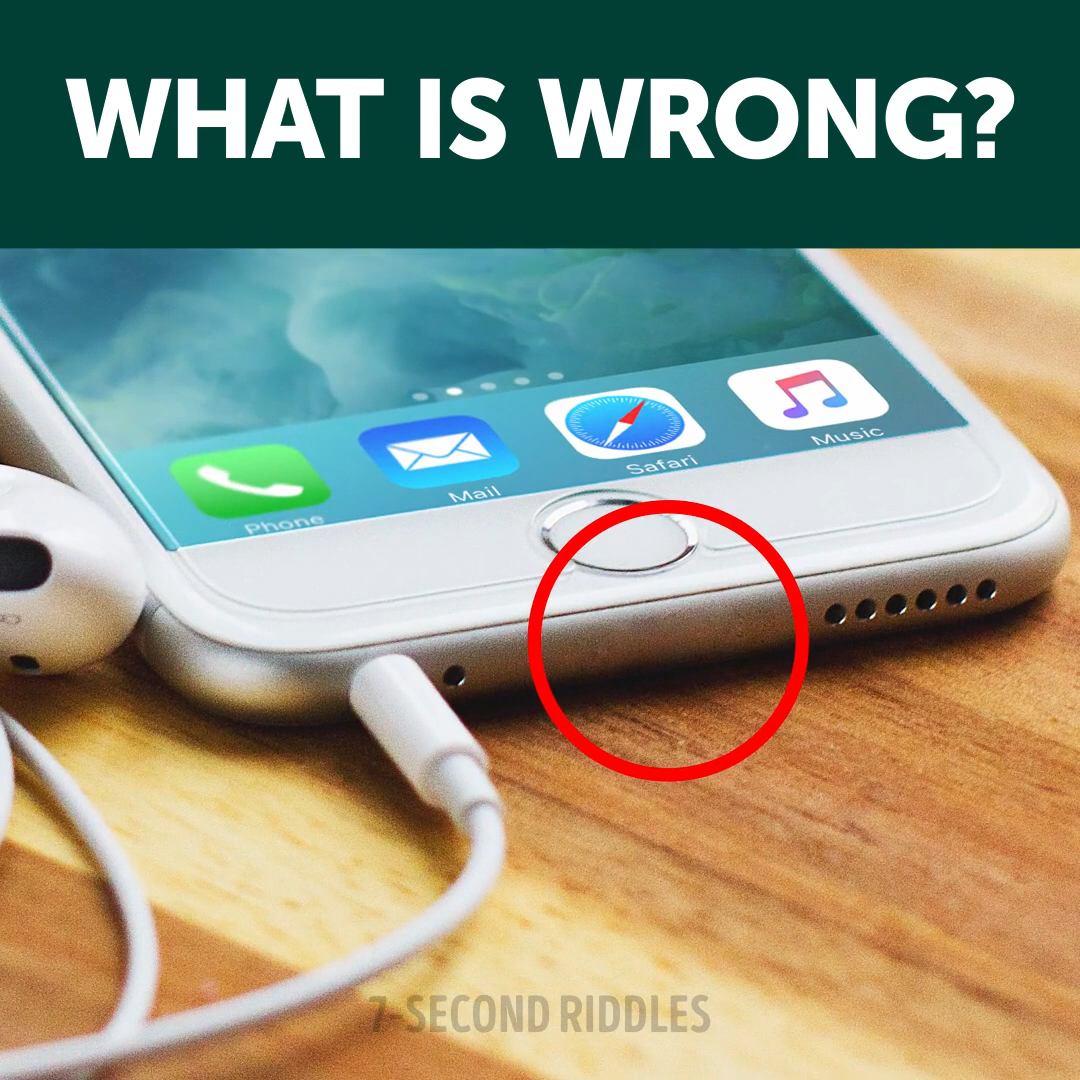 WHAT IS WRONG?
Phone
Mail
Safari
Music
7-SECOND RIDDLES